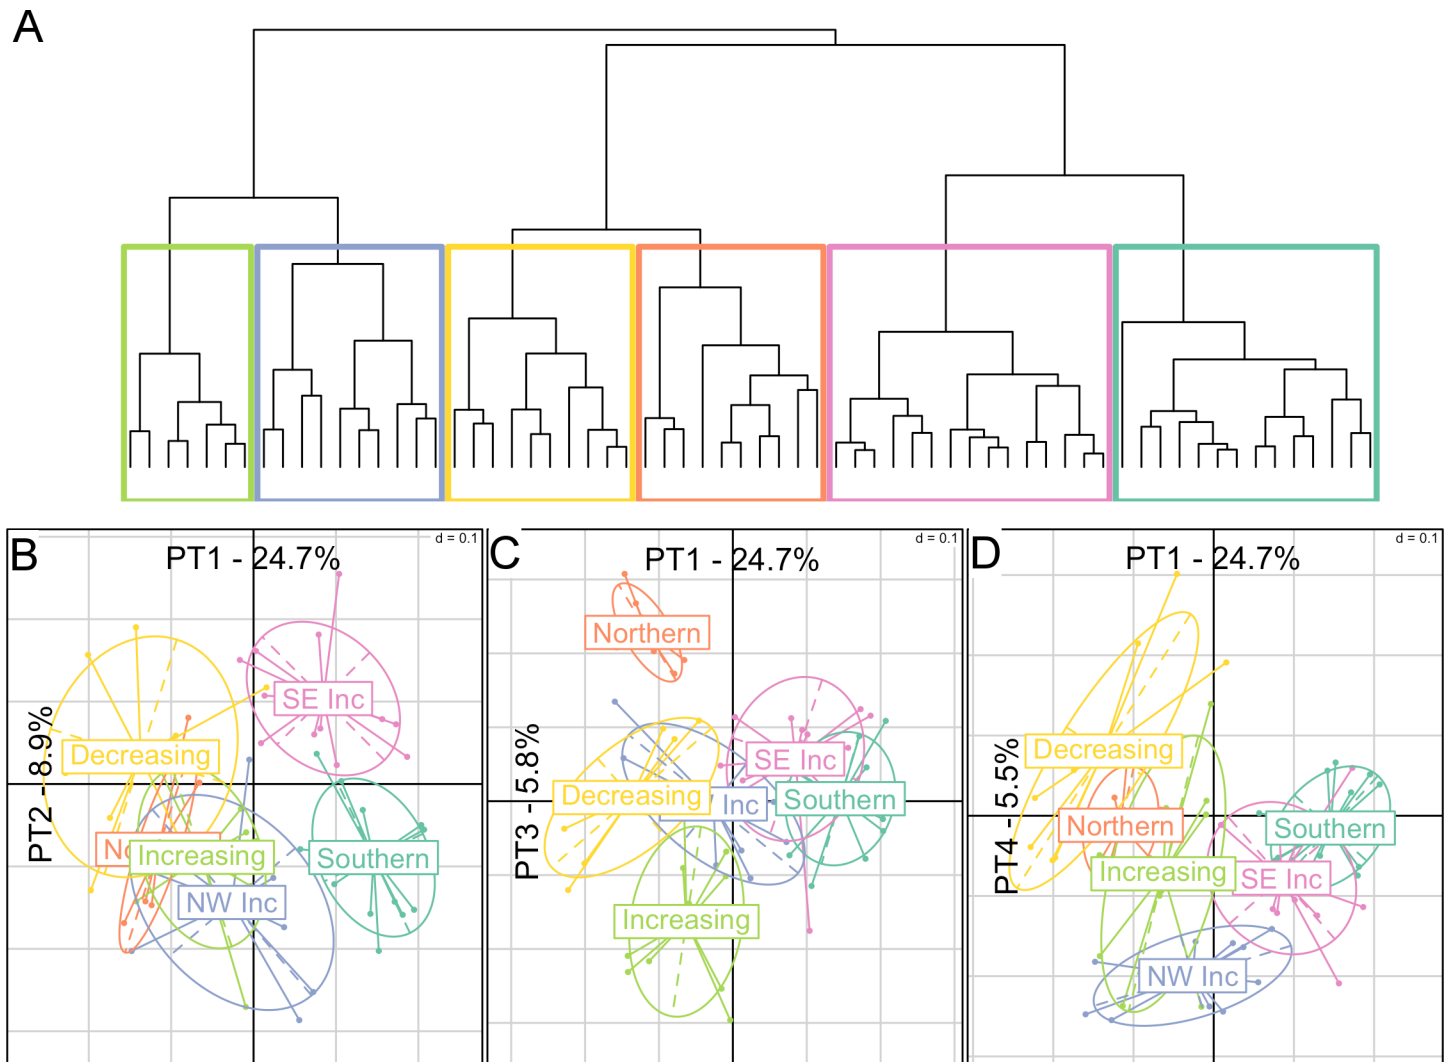 A
B
PT1 - 24.7%
d = 0.1
PT2 - 8.9%
SE Inc
Decreasing
No
Increasing
Southern
NW Inc
C
PT1 - 24.7%
d = 0.1
PT3 - 5.8%
Northern
SE Inc
Decreasing
Inc
Southern
Increasing
D
PT1 - 24.7%
d = 0.1
PT4 - 5.5%
Decreasing
Northern
Southern
Increasing
SE Inc
NW Inc